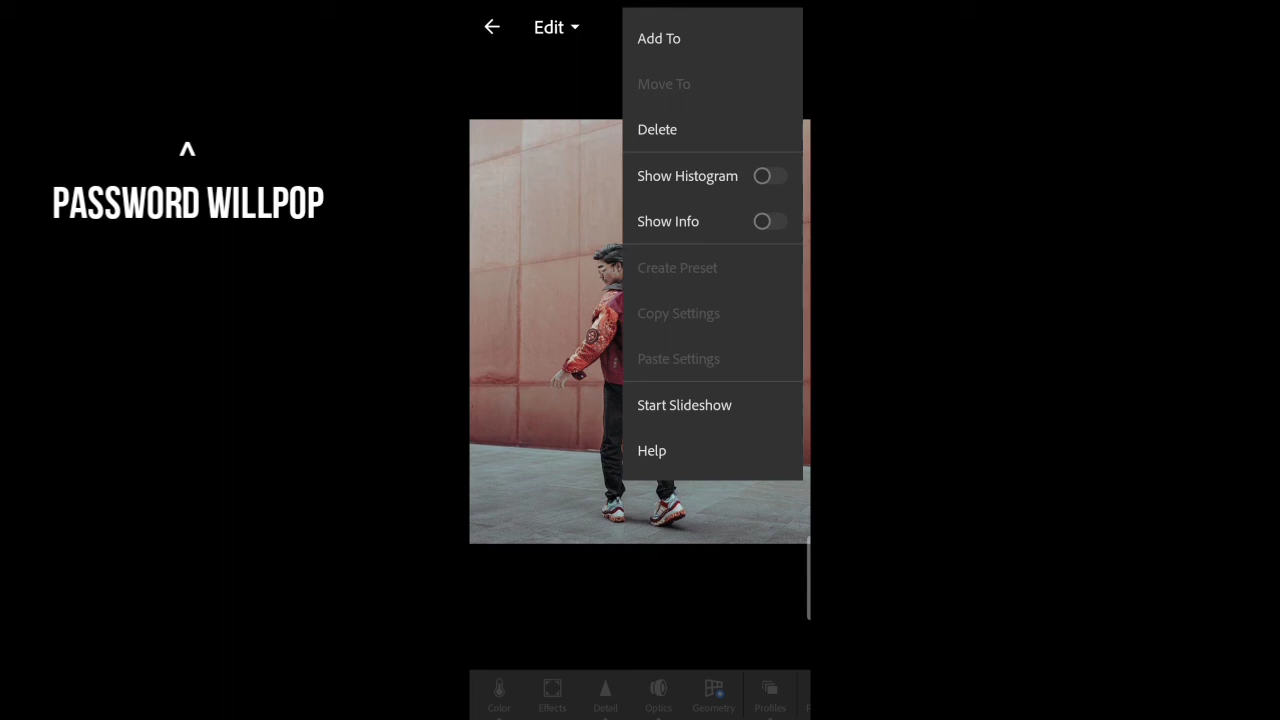 Edit
Add To
Move To
Delete
^
PASSWORD WILLPOP
Show Histogram
Show Info
Create Preset
Copy Settings
Paste Settings
Start Slideshow
Help
Color Effects Detail Optics Geometry Profiles